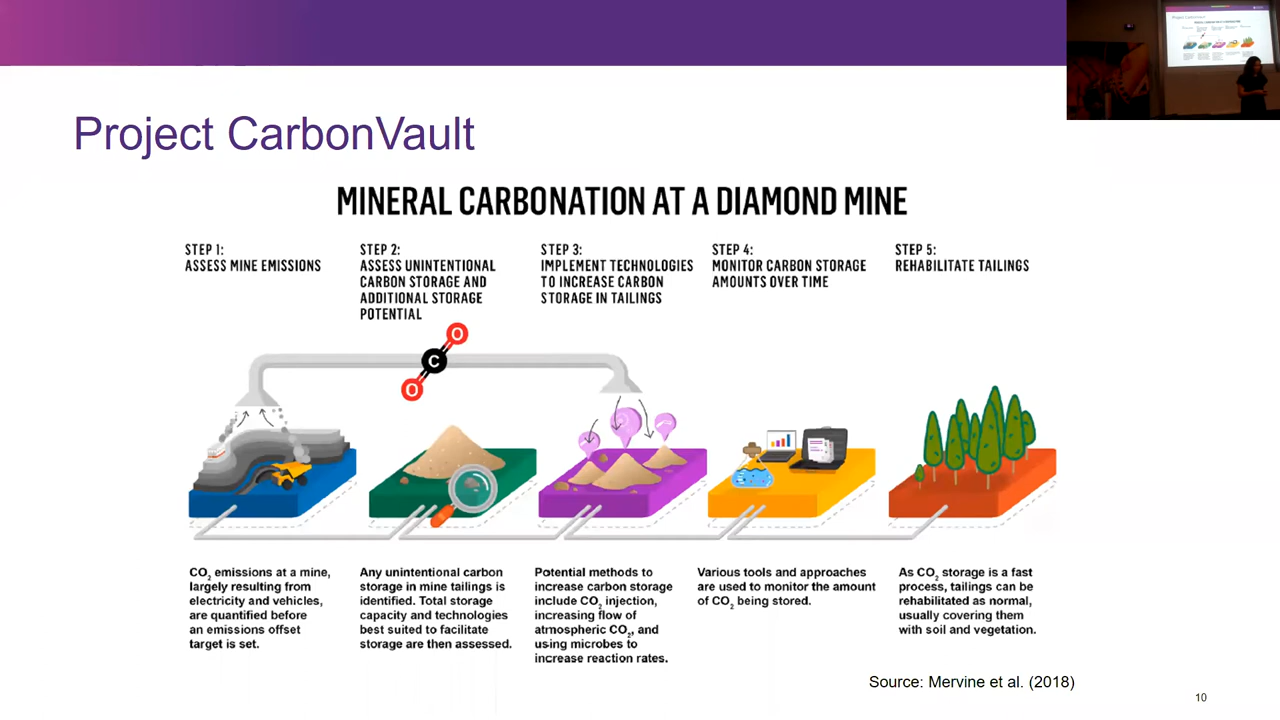 Project CarbonVault
MINERAL CARBONATION AT A DIAMOND MINE
STEP 1:
ASSESS MINE EMISSIONS
STEP 2:
ASSESS UNINTENTIONAL
CARBON STORAGE AND
ADDITIONAL STORAGE
POTENTIAL
STEP 3:
IMPLEMENT TECHNOLOGIES
TO INCREASE CARBON
STORAGE IN TAILINGS
STEP 4:
MONITOR CARBON STORAGE
AMOUNTS OVER TIME
STEP 5:
REHABILITATE TAILINGS
O
C
O
CO₂ emissions at a mine,
largely resulting from
electricity and vehicles,
are quantified before
an emissions offset
target is set.
Any unintentional carbon
storage in mine tailings is
identified. Total storage
capacity and technologies
best suited to facilitate
storage are then assessed.
Potential methods to
increase carbon storage
include CO₂ injection,
increasing flow of
atmospheric CO₂, and
using microbes to
increase reaction rates.
Various tools and approaches
are used to monitor the amount
of CO₂ being stored.
As CO₂ storage is a fast
process, tailings can be
rehabilitated as normal,
usually covering them
with soil and vegetation.
Source: Mervine et al. (2018)
10